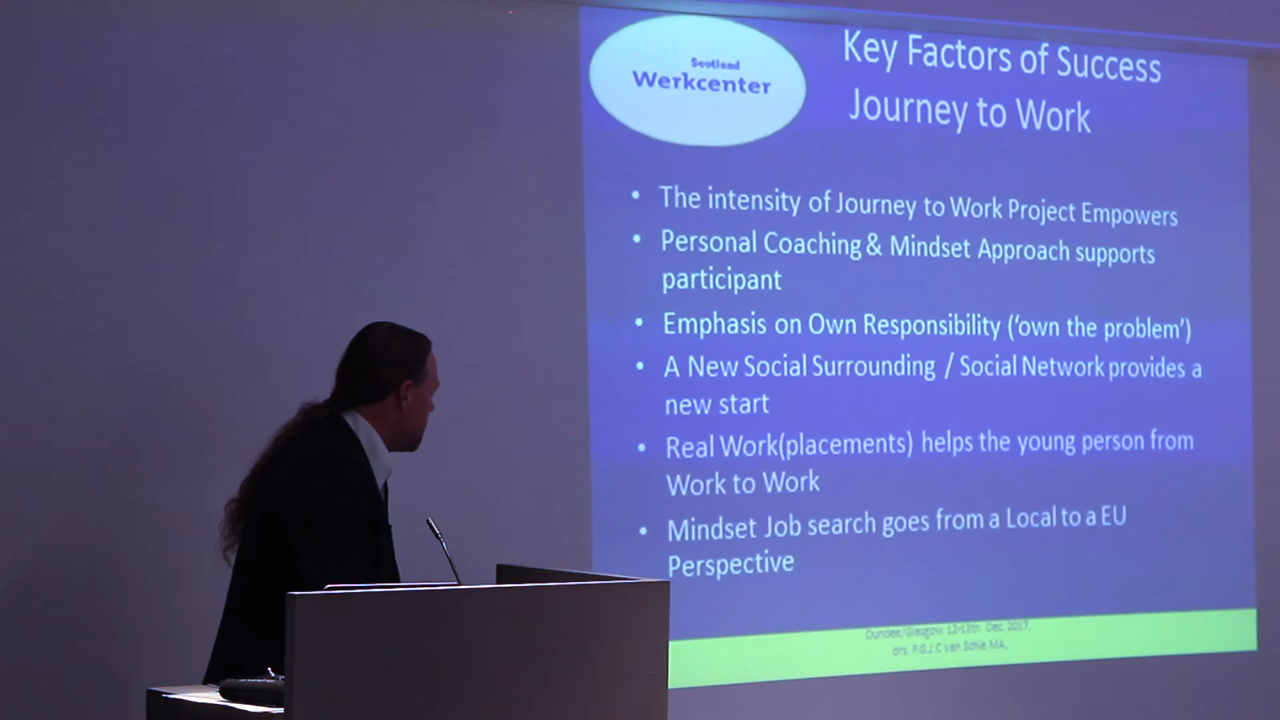 Scotland
Werkcenter
Key Factors of Success
Journey to Work
• The intensity of Journey to Work Project Empowers
• Personal Coaching & Mindset Approach supports
participant
• Emphasis on Own Responsibility (‘own the problem’)
• A New Social Surrounding / Social Network provides a
new start
• Real Work(placements) helps the young person from
Work to Work
• Mindset Job search goes from a Local to a EU
Perspective
Dundee/Glasgow 12-13th Dec. 2017,
drs. P.G.J.C van Schie MA,